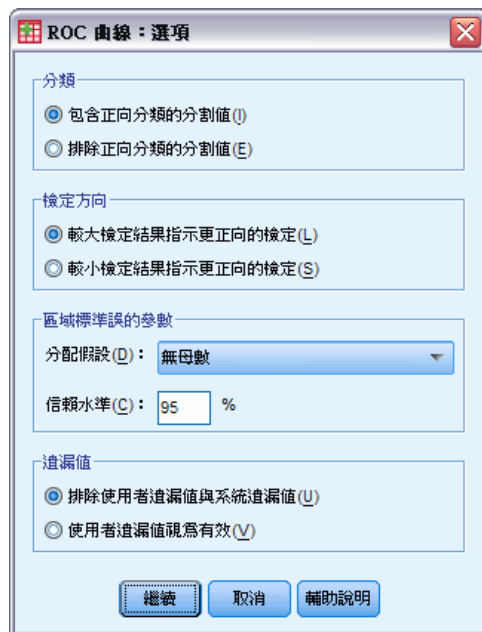 ROC 曲線：選項
分類
包含正向分類的分割值(I)
排除正向分類的分割值(E)
檢定方向
較大檢定結果指示更正向的檢定(L)
較小檢定結果指示更正向的檢定(S)
區域標準誤的參數
分配假設(D)： 無母數
信賴水準(C)： 95 %
遺漏值
排除使用者遺漏值與系統遺漏值(U)
使用者遺漏值視為有效(V)
繼續 取消 輔助說明